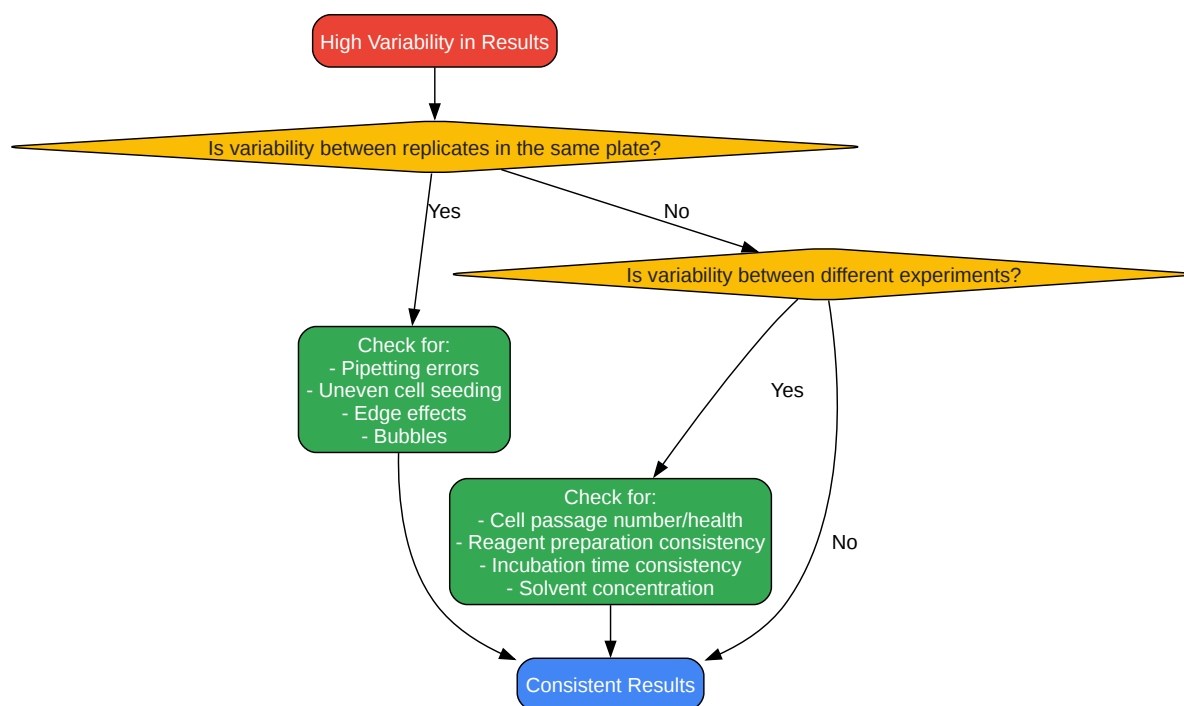 High Variability in Results
Is variability between replicates in the same plate?
Yes
No
Is variability between different experiments?
Check for:
- Pipetting errors
- Uneven cell seeding
- Edge effects
- Bubbles
Yes
Check for:
- Cell passage number/health
- Reagent preparation consistency
- Incubation time consistency
- Solvent concentration
No
Consistent Results